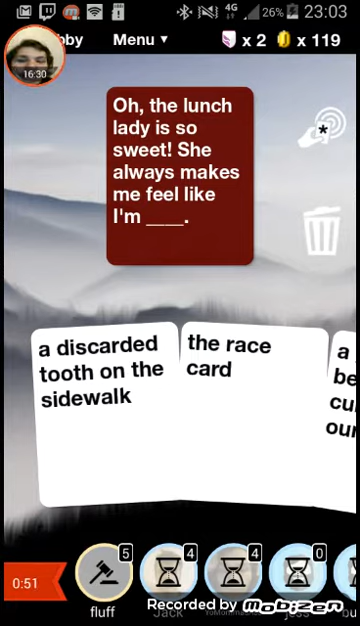 4G
26%
23:03
bby
Menu ▼
x 2
x 119
16:30
Oh, the lunch
lady is so
sweet! She
always makes
me feel like
I'm ____.
*
a discarded
tooth on the
sidewalk
the race
card
a
be
cu
our
5
4
4
0
0:51
fluff
Jack
Recorded by mobizen